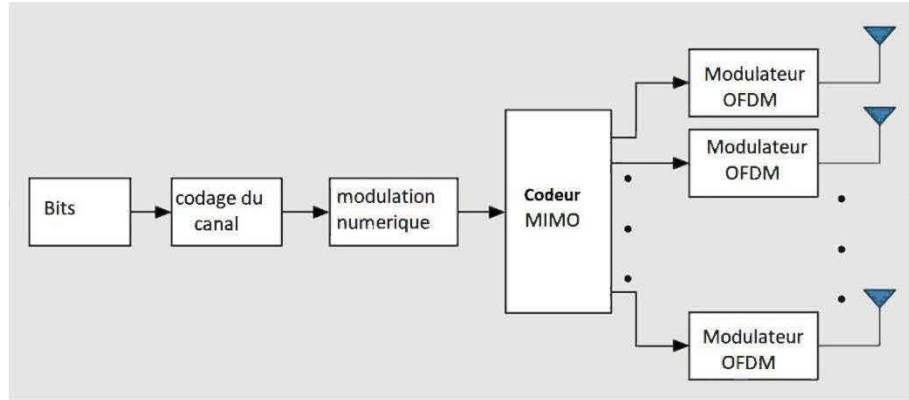 Modulateur
OFDM
Modulateur
OFDM
Bits
codage du
canal
modulation
numerique
Codeur
MIMO
Modulateur
OFDM